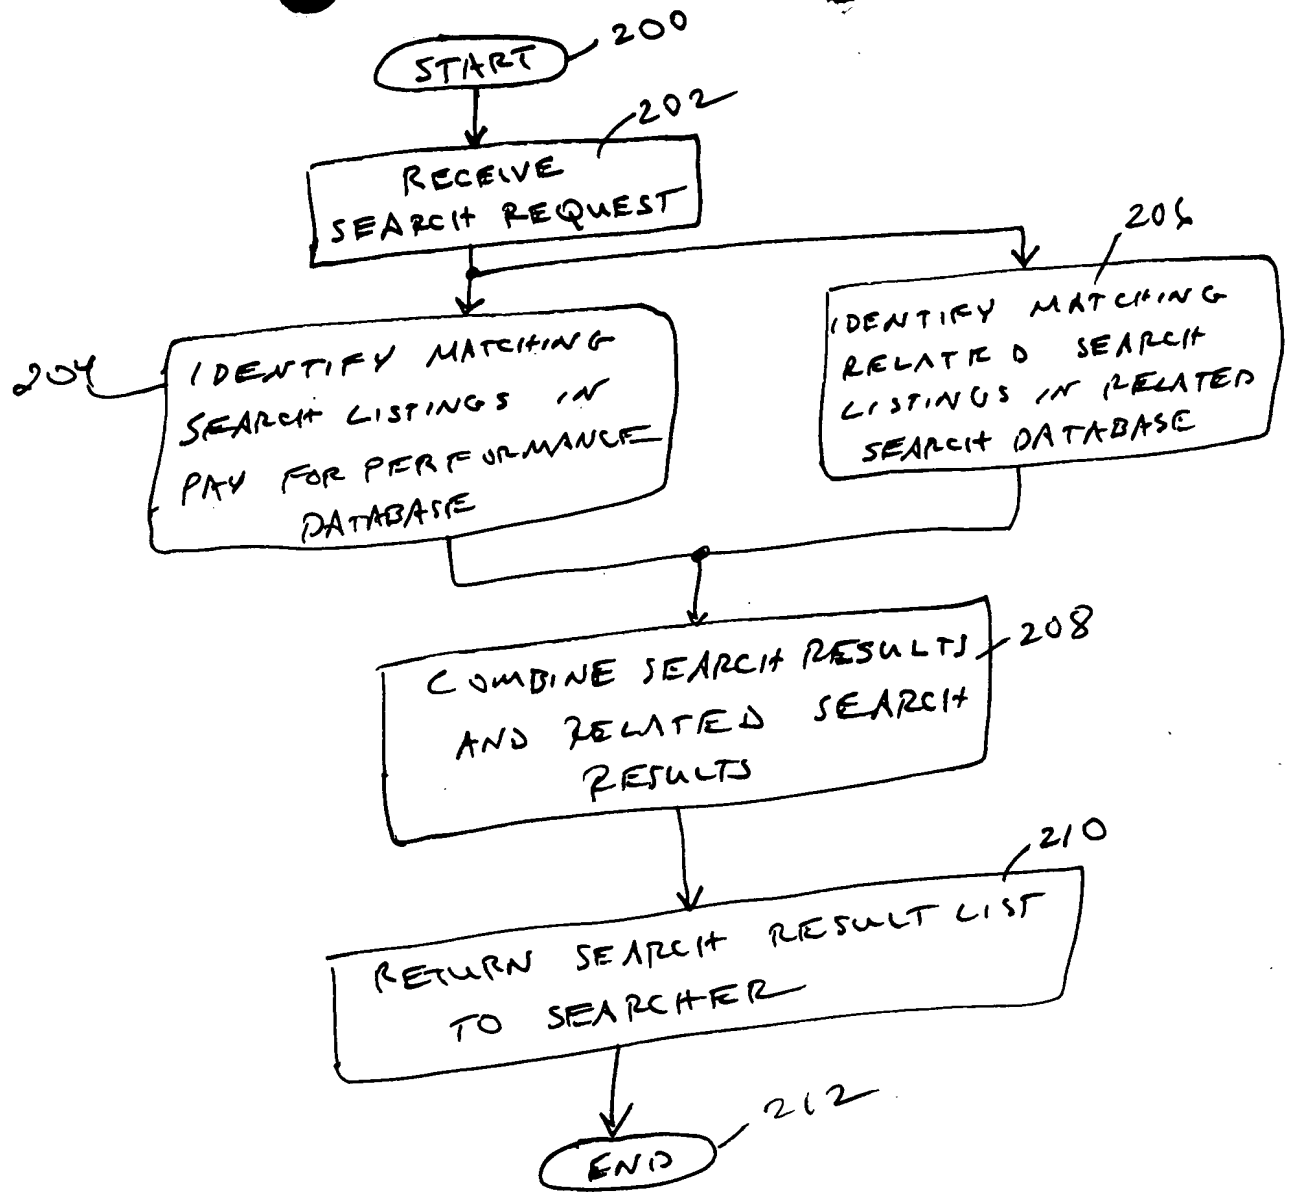 START
200
202
RECEIVE
SEARCH REQUEST
204
IDENTIFY MATCHING
SEARCH LISTINGS IN
PAY FOR PERFORMANCE
DATABASE
206
IDENTIFY MATCHING
RELATED SEARCH
LISTINGS IN RELATED
SEARCH DATABASE
208
COMBINE SEARCH RESULTS
AND RELATED SEARCH
RESULTS
210
RETURN SEARCH RESULT LIST
TO SEARCHER
212
END